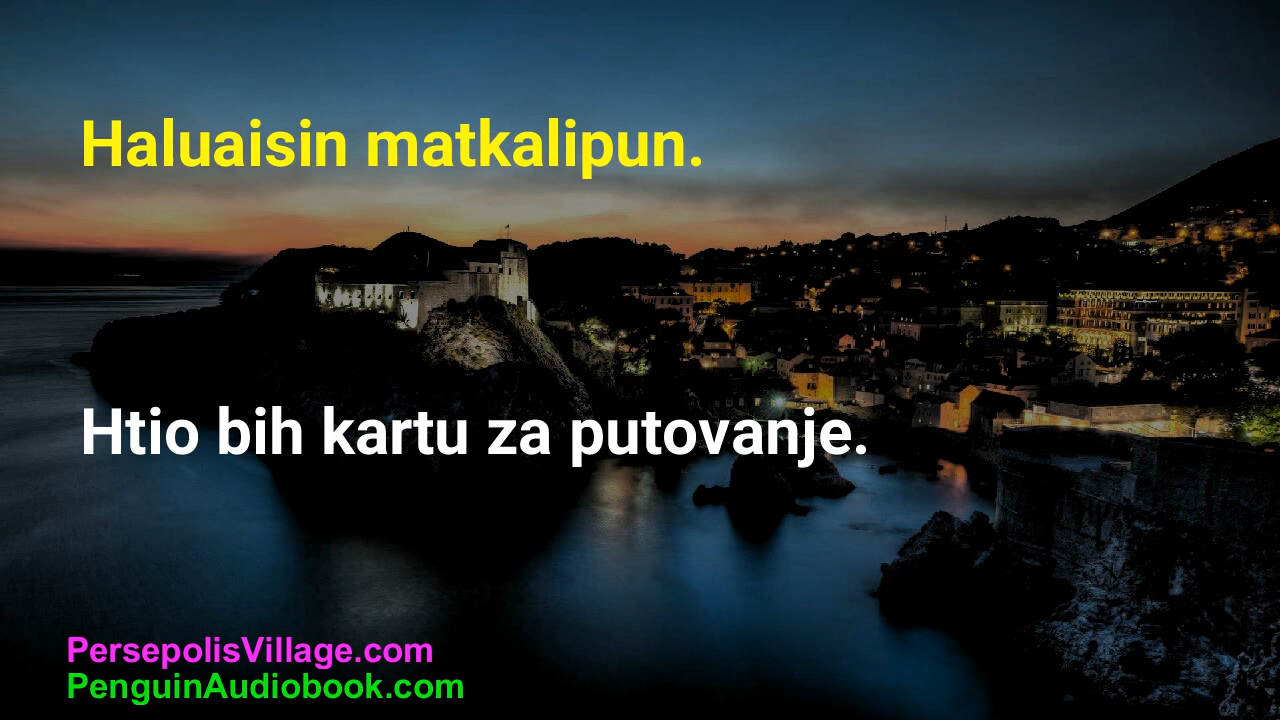 Haluaisin matkalipun.
Htio bih kartu za putovanje.
PersepolisVillage.com
PenguinAudiobook.com